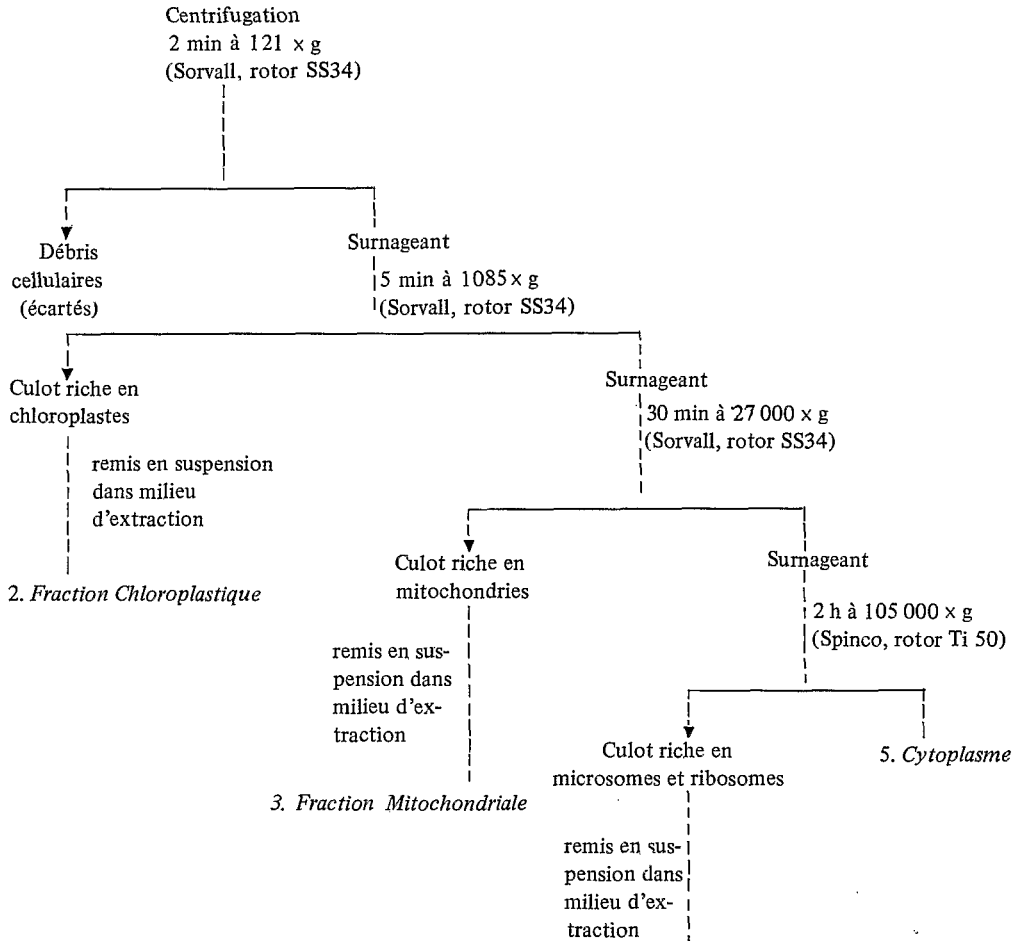 Centrifugation
2 min à 121 x g
(Sorvall, rotor SS34)
Débris
cellulaires
(écartés)
Surnageant
5 min à 1085 x g
(Sorvall, rotor SS34)
Culot riche en
chloroplastes
Surnageant
30 min à 27 000 x g
(Sorvall, rotor SS34)
remis en suspension
dans milieu
d'extraction
2. Fraction Chloroplastique
Culot riche en
mitochondries
Surnageant
2 h à 105 000 x g
(Spinco, rotor Ti 50)
remis en sus-
pension dans
milieu d'ex-
traction
3. Fraction Mitochondriale
Culot riche en
microsomes et ribosomes
5. Cytoplasme
remis en sus-
pension dans
milieu d'ex-
traction